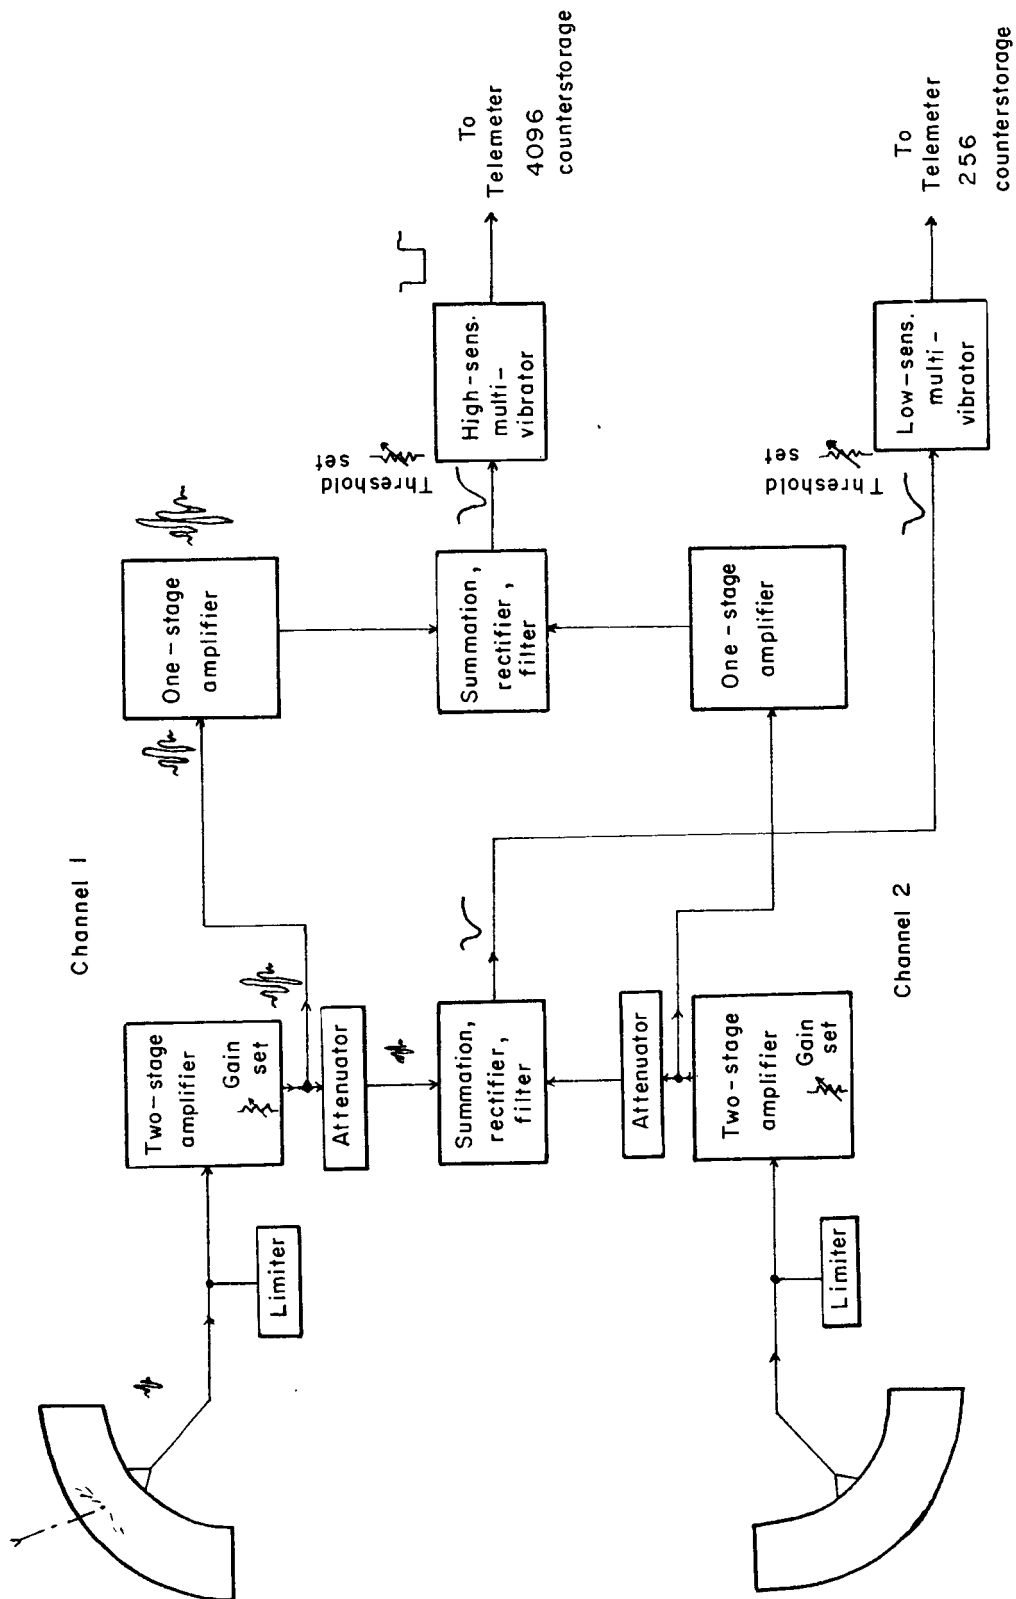 Channel 1
Two-stage
amplifier
Gain
set
Limiter
Attenuator
One-stage
amplifier
Summation,
rectifier,
filter
Summation,
rectifier,
filter
Threshold
set
High-sens.
multi-
vibrator
To
Telemeter
4096
counterstorage
Attenuator
Two-stage
amplifier
Gain
set
Limiter
One-stage
amplifier
Channel 2
Threshold
set
Low-sens.
multi-
vibrator
To
Telemeter
256
counterstorage